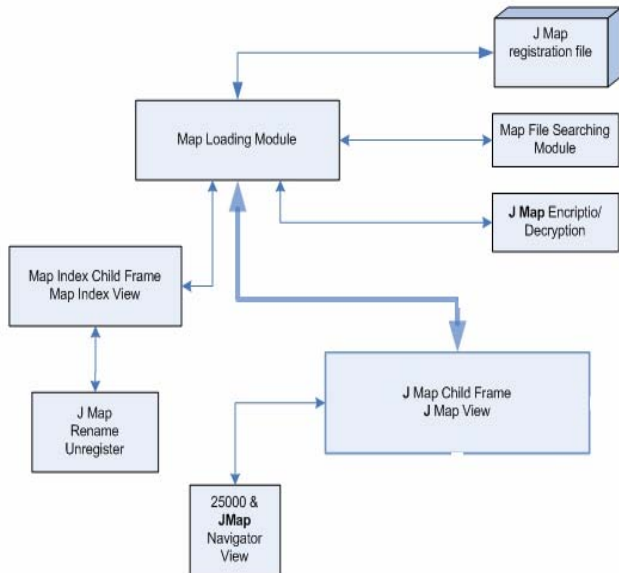 J Map
registration file
Map Loading Module
Map File Searching
Module
J Map Encriptio/
Decryption
Map Index Child Frame
Map Index View
J Map Child Frame
J Map View
J Map
Rename
Unregister
25000 &
JMap
Navigator
View